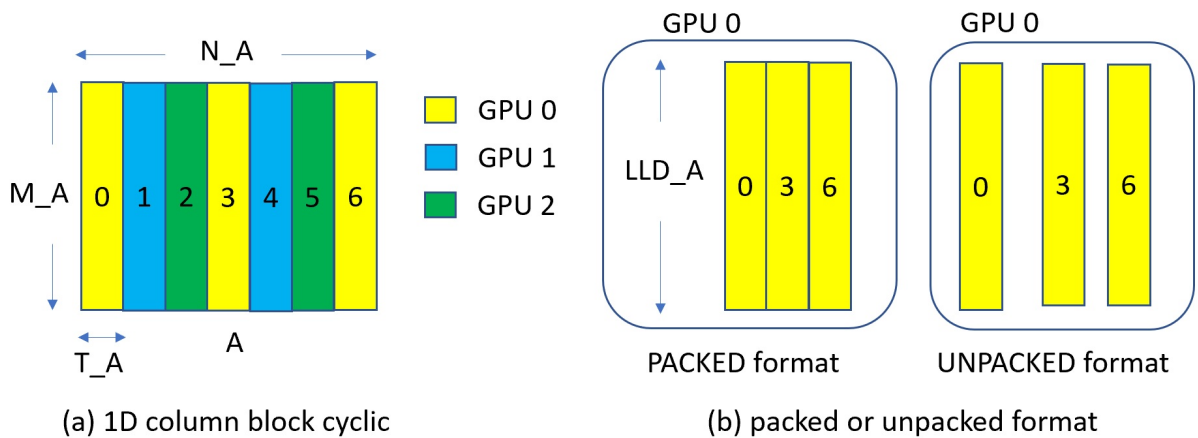 N_A
M_A
0 1 2 3 4 5 6
T_A
A
GPU 0
GPU 1
GPU 2
(a) 1D column block cyclic
GPU 0
LLD_A
0 3 6
PACKED format
GPU 0
0 3 6
UNPACKED format
(b) packed or unpacked format